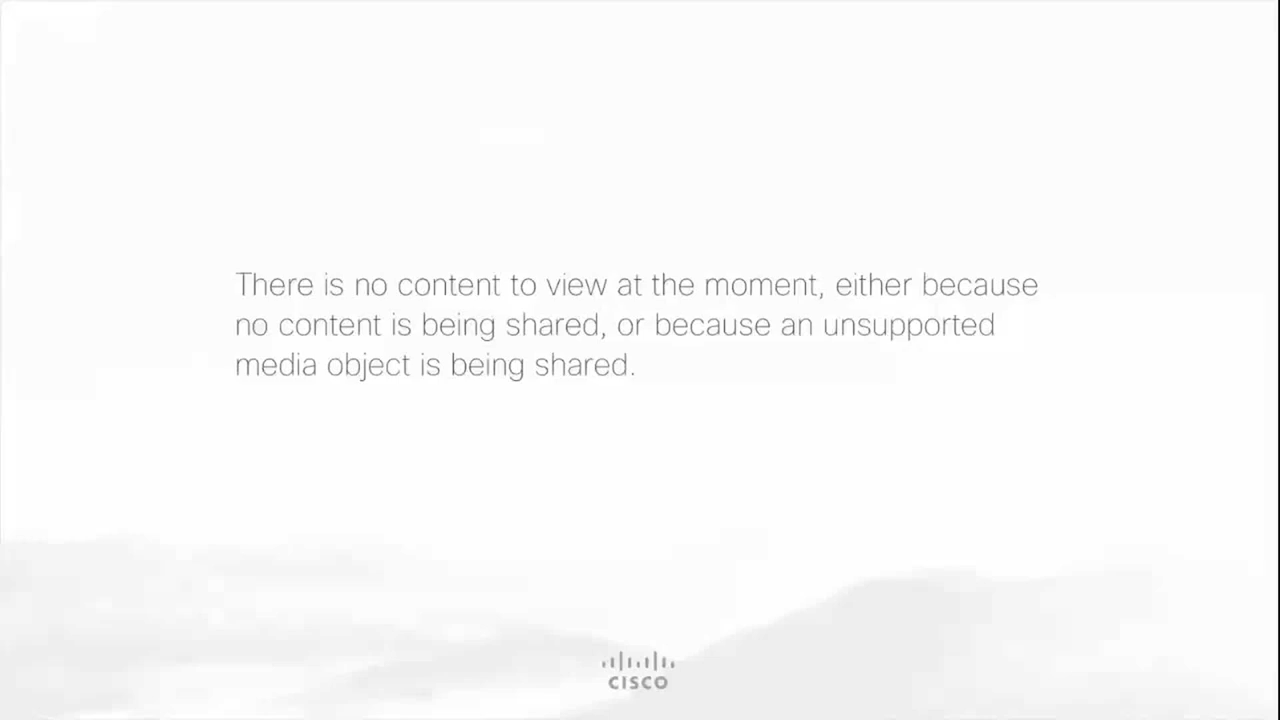 There is no content to view at the moment, either because
no content is being shared, or because an unsupported
media object is being shared.
CISCO